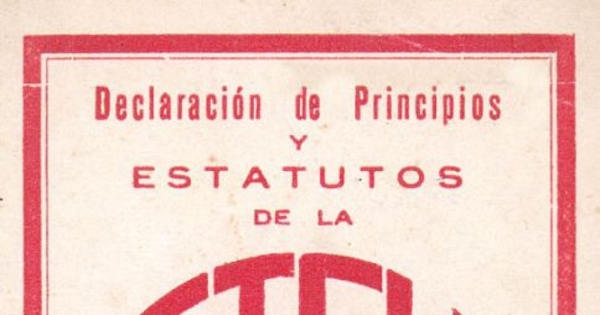 Declaración de Principios
Y
ESTATUTOS
DE LA